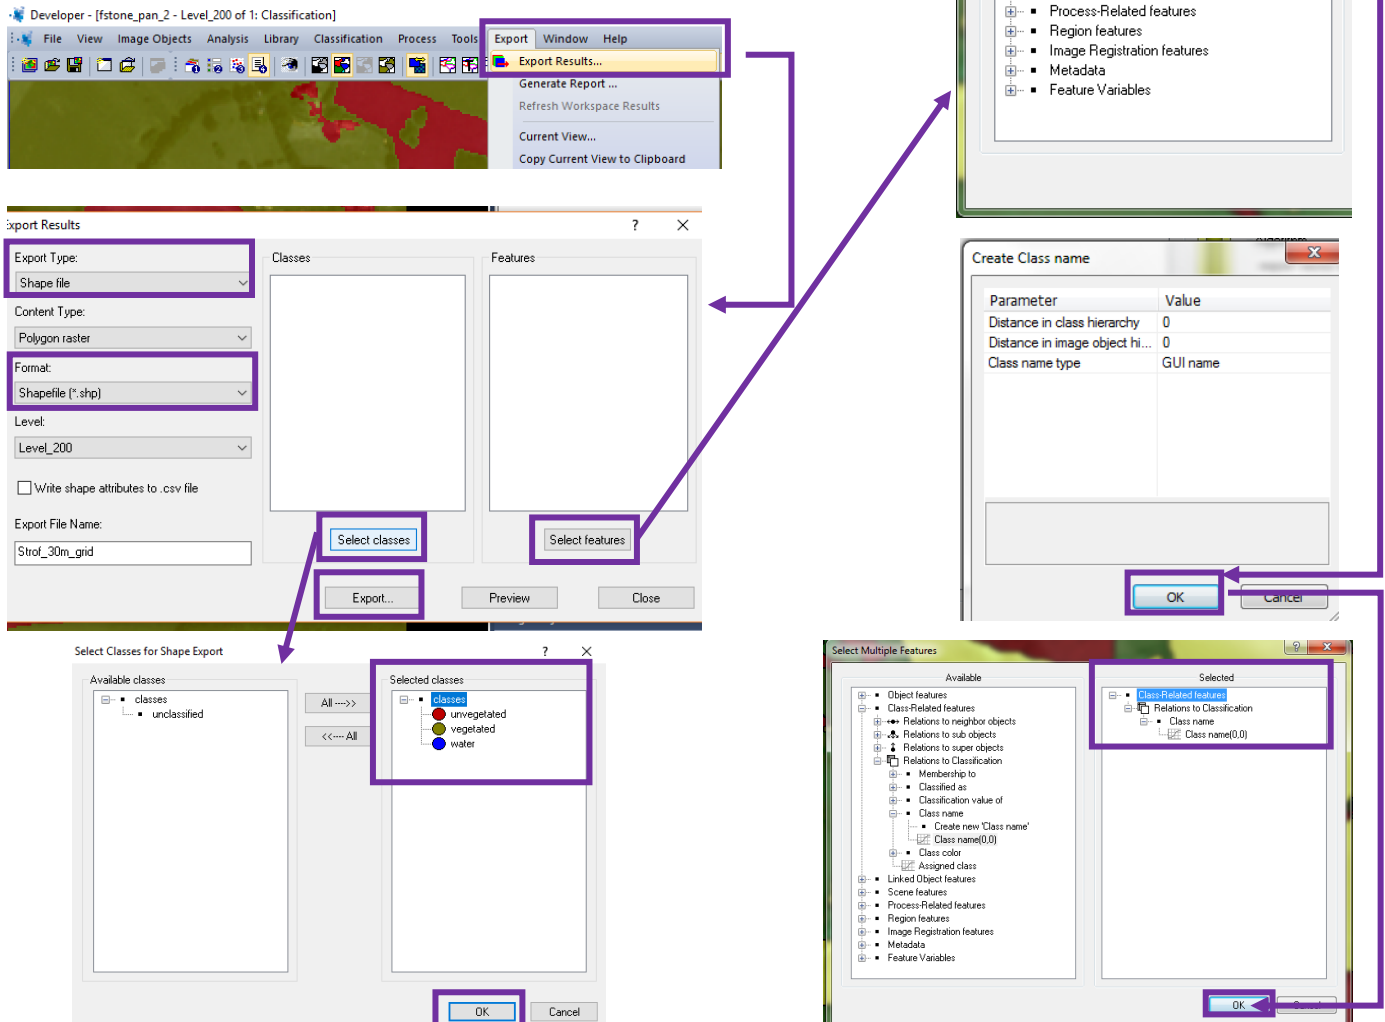 Developer - [fstone_pan_2 - Level_200 of 1: Classification]
File View Image Objects Analysis Library Classification Process Tools Export Window Help
Export Results...
Generate Report ...
Refresh Workspace Results
Current View...
Copy Current View to Clipboard
Process-Related features
Region features
Image Registration features
Metadata
Feature Variables
xport Results ? X
Export Type:
Shape file
Content Type:
Polygon raster
Format:
Shapefile (*.shp)
Level:
Level_200
Write shape attributes to .csv file
Export File Name:
Strof_30m_grid
Classes
Features
Select classes
Select features
Export...
Preview
Close
Create Class name
Parameter Value
Distance in class hierarchy 0
Distance in image object hi... 0
Class name type GUI name
OK
Cancel
Select Classes for Shape Export ? X
Available classes
classes
unclassified
All ---->>
<<---- All
Selected classes
classes
unvegetated
vegetated
water
OK
Cancel
Select Multiple Features
Available
Object features
Class-Related features
Relations to neighbor objects
Relations to sub objects
Relations to super objects
Relations to Classification
Membership to
Classified as
Classification value of
Class name
Create new 'Class name'
Class name(0,0)
Class color
Assigned class
Linked Object features
Scene features
Process-Related features
Region features
Image Registration features
Metadata
Feature Variables
Selected
Class-Related features
Relations to Classification
Class name
Class name(0,0)
OK